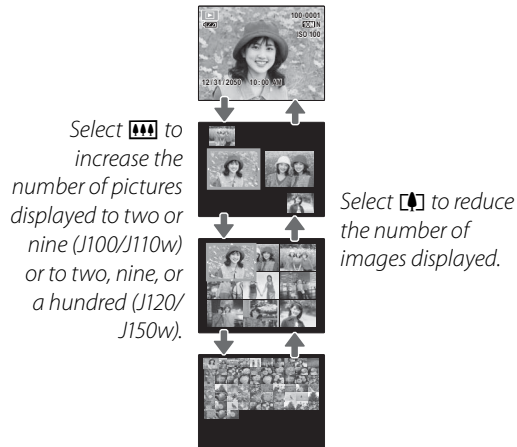 100-0001
10M N
ISO 100
12/31/2050 10:00 AM
Select to
increase the
number of pictures
displayed to two or
nine (J100/J110w)
or to two, nine, or
a hundred (J120/
J150w).
Select to reduce
the number of
images displayed.